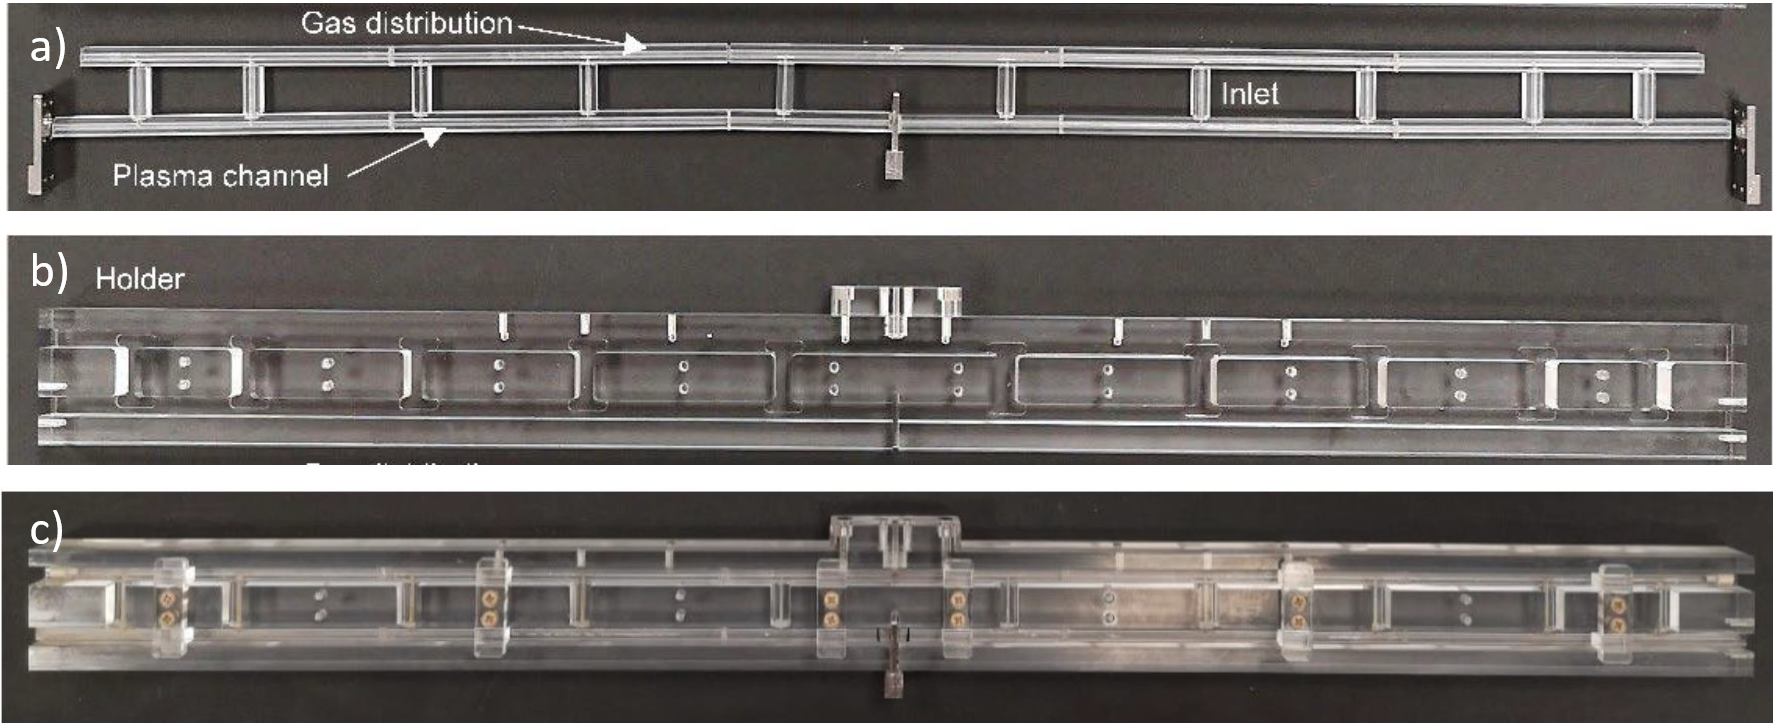 a)
Gas distribution
Inlet
Plasma channel
b)
Holder
c)